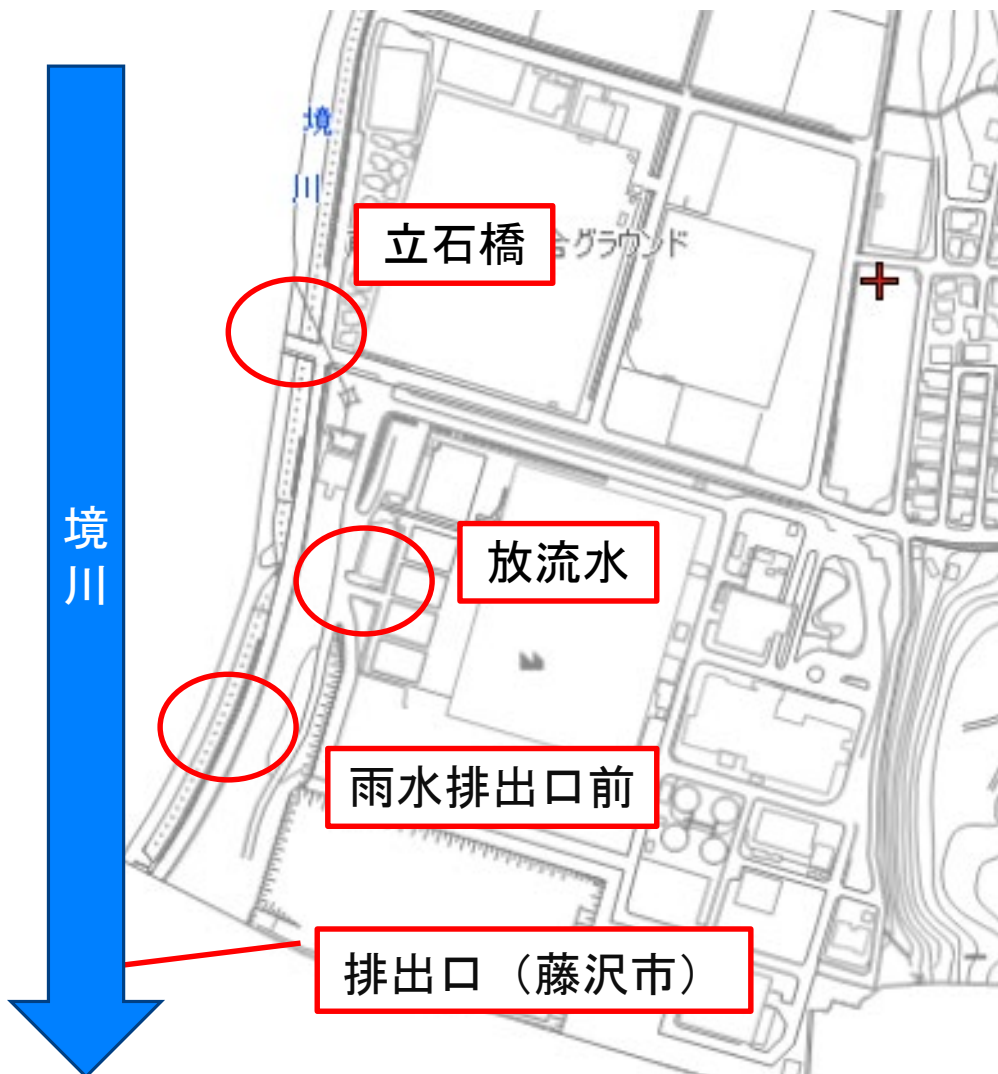 境
川
立石橋
合グラウンド
放流水
境
川
雨水排出口前
排出口（藤沢市）